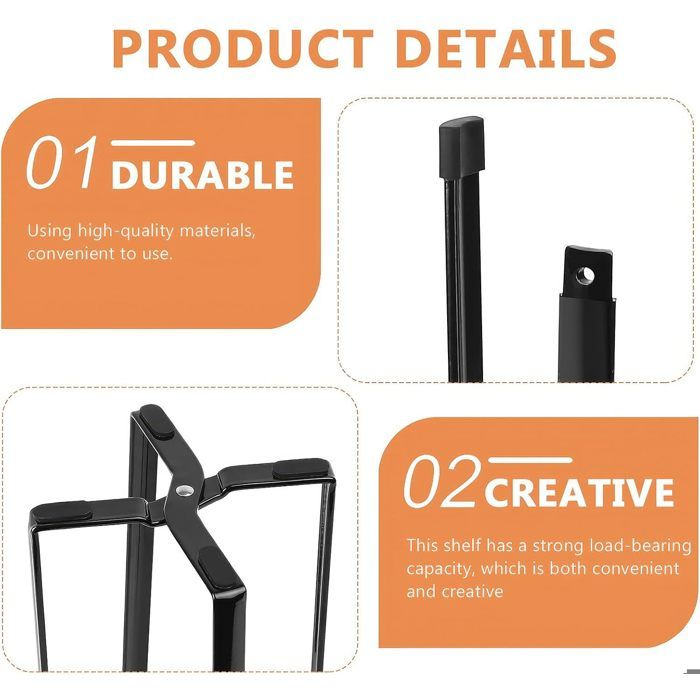 PRODUCT DETAILS
01 DURABLE
Using high-quality materials,
convenient to use.
02 CREATIVE
This shelf has a strong load-bearing
capacity, which is both convenient
and creative